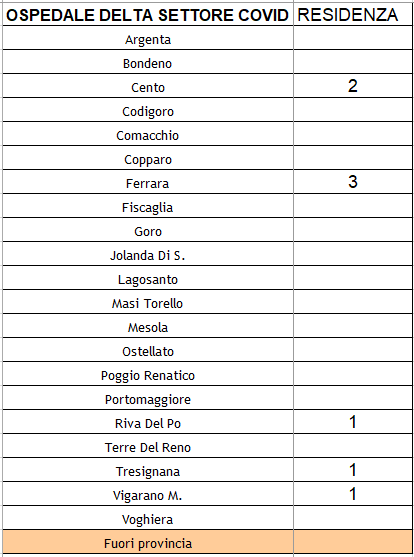 OSPEDALE DELTA SETTORE COVID RESIDENZA
Argenta
Bondeno
Cento 2
Codigoro
Comacchio
Copparo
Ferrara 3
Fiscaglia
Goro
Jolanda Di S.
Lagosanto
Masi Torello
Mesola
Ostellato
Poggio Renatico
Portomaggiore
Riva Del Po 1
Terre Del Reno
Tresignana 1
Vigarano M. 1
Voghiera
Fuori provincia